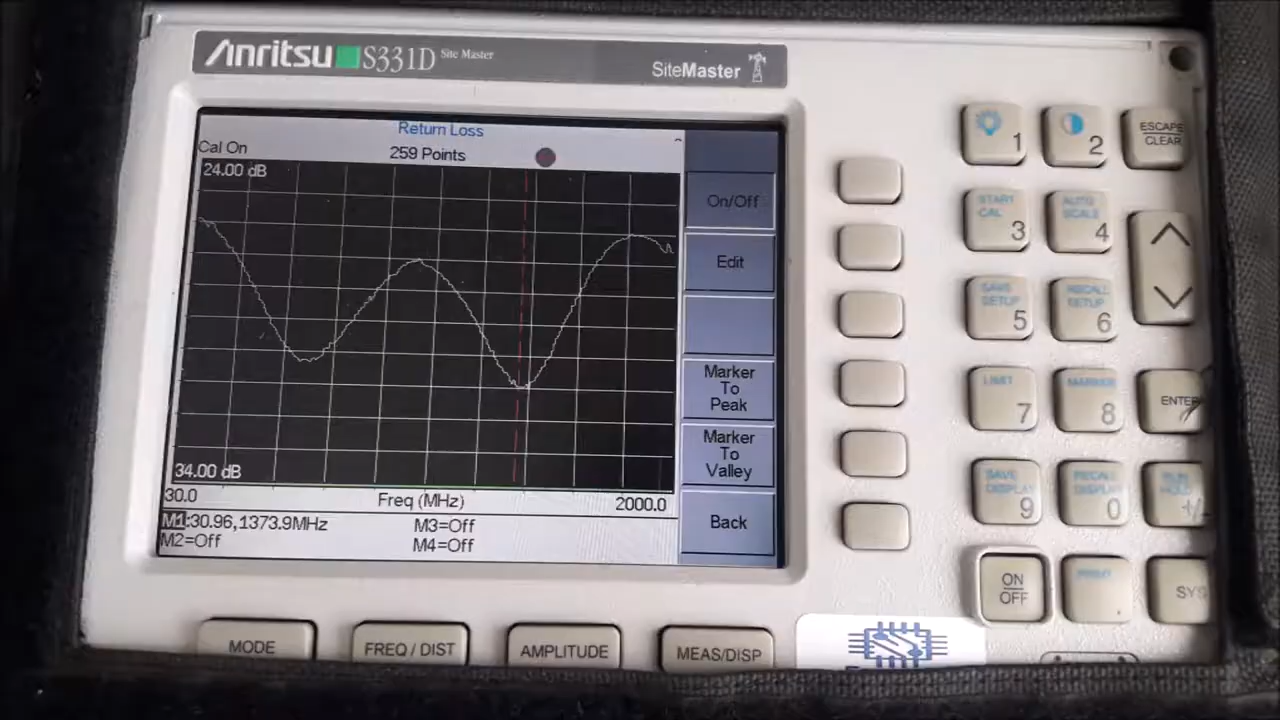 Anritsu S331D Site Master
SiteMaster
Return Loss
Cal On
259 Points
24.00 dB
34.00 dB
30.0
Freq (MHz)
2000.0
M1:30.96,1373.9MHz
M3=Off
M2=Off
M4=Off
On/Off
Edit
Marker
To
Peak
Marker
To
Valley
Back
1
2
ESCAPE
CLEAR
START
CAL
3
AUTO
SCALE
4
SAVE
SETUP
5
RECALL
SETUP
6
LIMIT
7
MARKER
8
ENTER
SAVE
DISPLAY
9
RECALL
DISPLAY
0
RUN
HOLD
+/-
ON
OFF
PRINT
.
SYS
MODE
FREQ / DIST
AMPLITUDE
MEAS/DISP